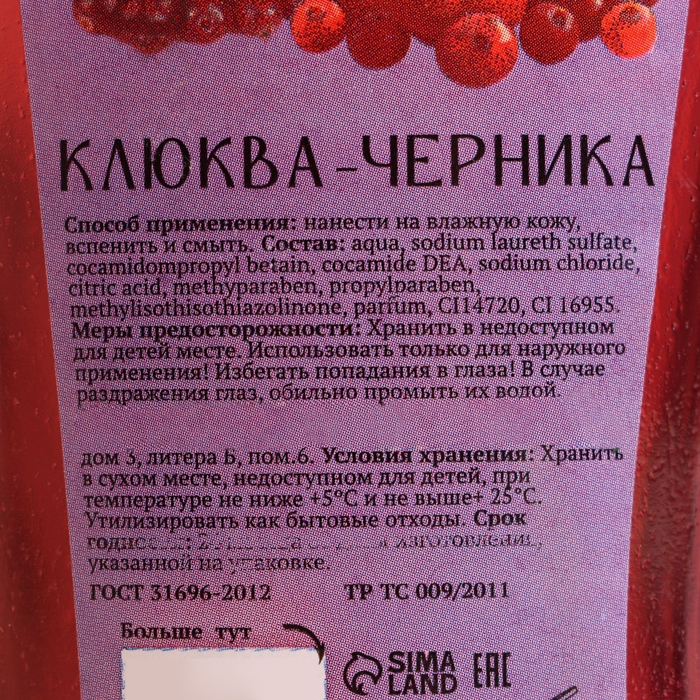 КЛЮКВА-ЧЕРНИКА
Способ применения: нанести на влажную кожу,
вспенить и смыть. Состав: aqua, sodium laureth sulfate,
cocamidompropyl betain, cocamide DEA, sodium chloride,
citric acid, methyparaben, propylparaben,
methylisothisothiazolinone, parfum, CI14720, CI 16955.
Меры предосторожности: Хранить в недоступном
для детей месте. Использовать только для наружного
применения! Избегать попадания в глаза! В случае
раздражения глаз, обильно промыть их водой.
дом 3, литера Б, пом.6. Условия хранения: Хранить
в сухом месте, недоступном для детей, при
температуре не ниже +5°С и не выше+ 25°С.
Утилизировать как бытовые отходы. Срок
изготовления,
указанной на упаковке.
ГОСТ 31696-2012 ТР ТС 009/2011
Больше тут
SIMA LAND EAC